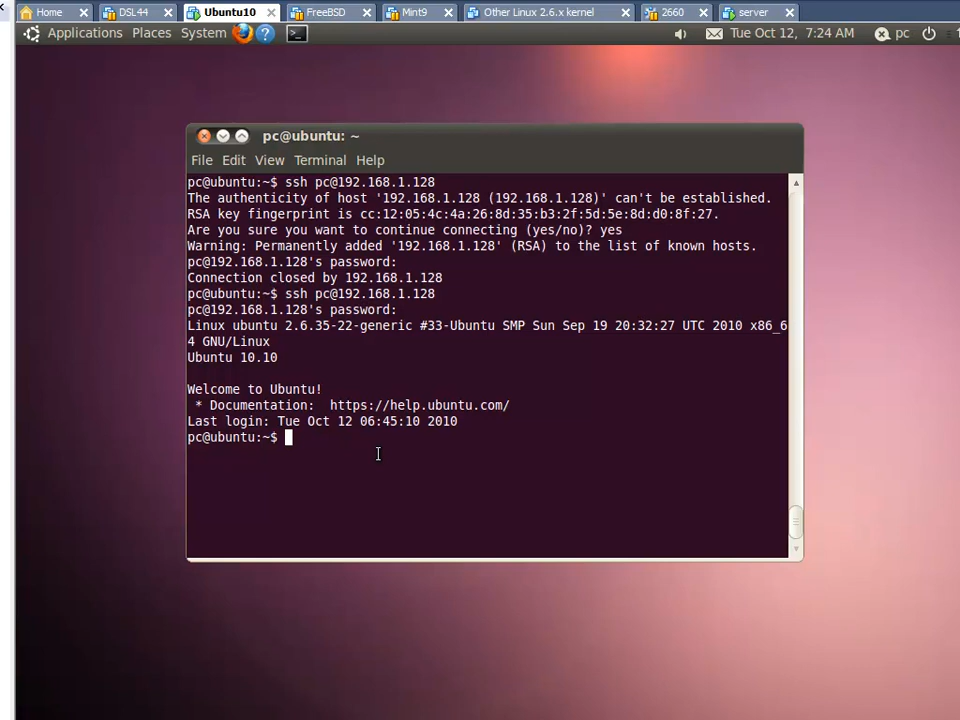 Home DSL44 Ubuntu10 FreeBSD Mint9 Other Linux 2.6.x kernel 2660 server
Applications Places System Tue Oct 12, 7:24 AM pc
pc@ubuntu: ~
File Edit View Terminal Help
pc@ubuntu:~$ ssh pc@192.168.1.128
The authenticity of host '192.168.1.128 (192.168.1.128)' can't be established.
RSA key fingerprint is cc:12:05:4c:4a:26:8d:35:b3:2f:5d:5e:8d:d0:8f:27.
Are you sure you want to continue connecting (yes/no)? yes
Warning: Permanently added '192.168.1.128' (RSA) to the list of known hosts.
pc@192.168.1.128's password:
Connection closed by 192.168.1.128
pc@ubuntu:~$ ssh pc@192.168.1.128
pc@192.168.1.128's password:
Linux ubuntu 2.6.35-22-generic #33-Ubuntu SMP Sun Sep 19 20:32:27 UTC 2010 x86_6
4 GNU/Linux
Ubuntu 10.10
Welcome to Ubuntu!
* Documentation:  https://help.ubuntu.com/
Last login: Tue Oct 12 06:45:10 2010
pc@ubuntu:~$